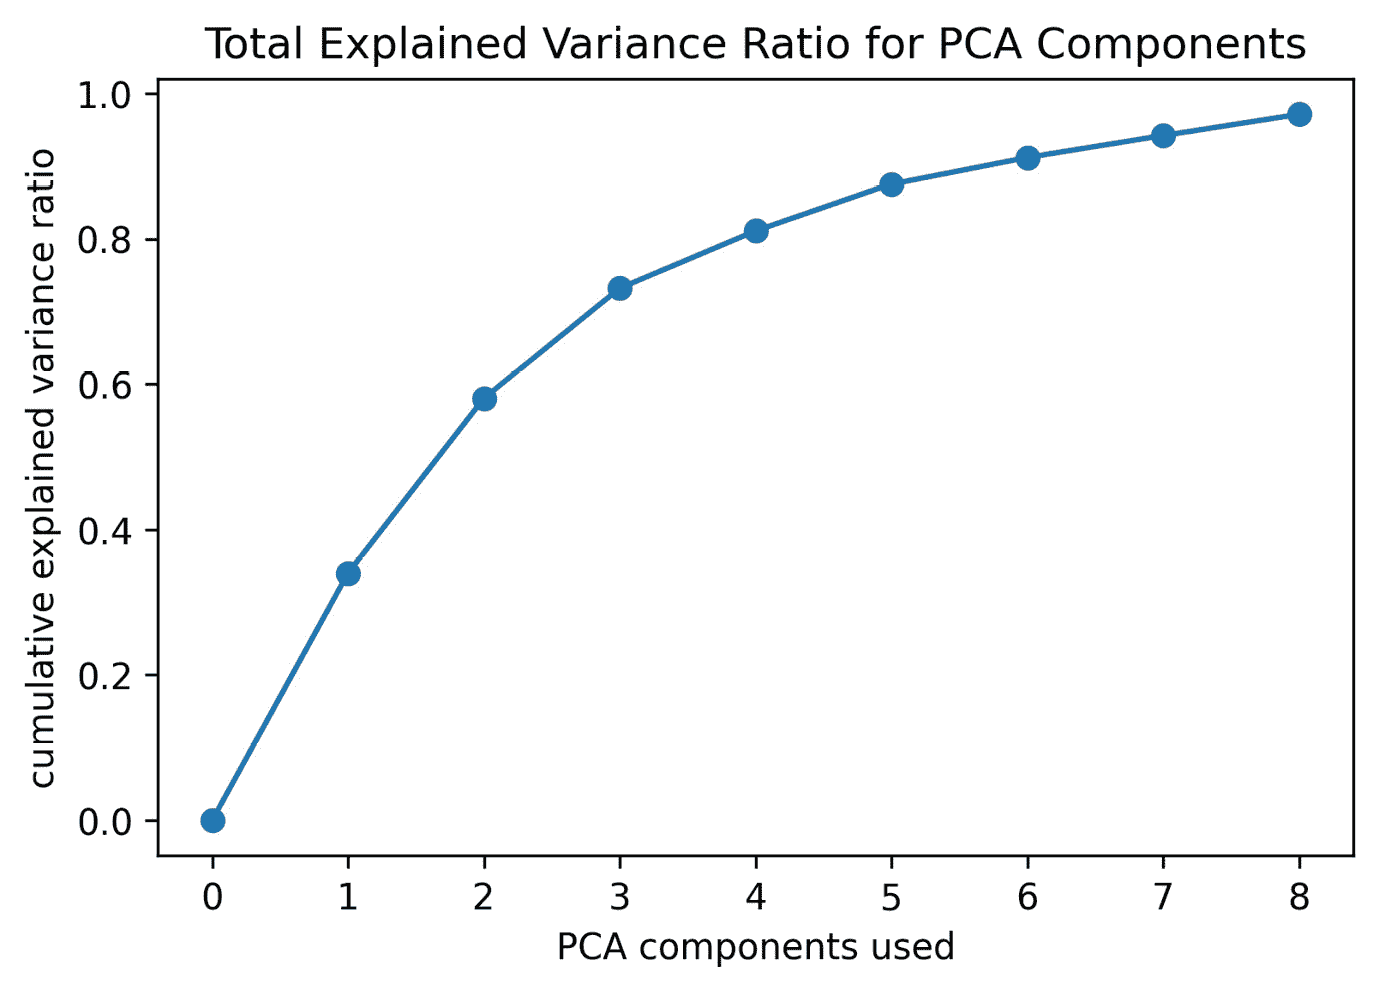 Total Explained Variance Ratio for PCA Components
cumulative explained variance ratio
1.0
0.8
0.6
0.4
0.2
0.0
0 1 2 3 4 5 6 7 8
PCA components used